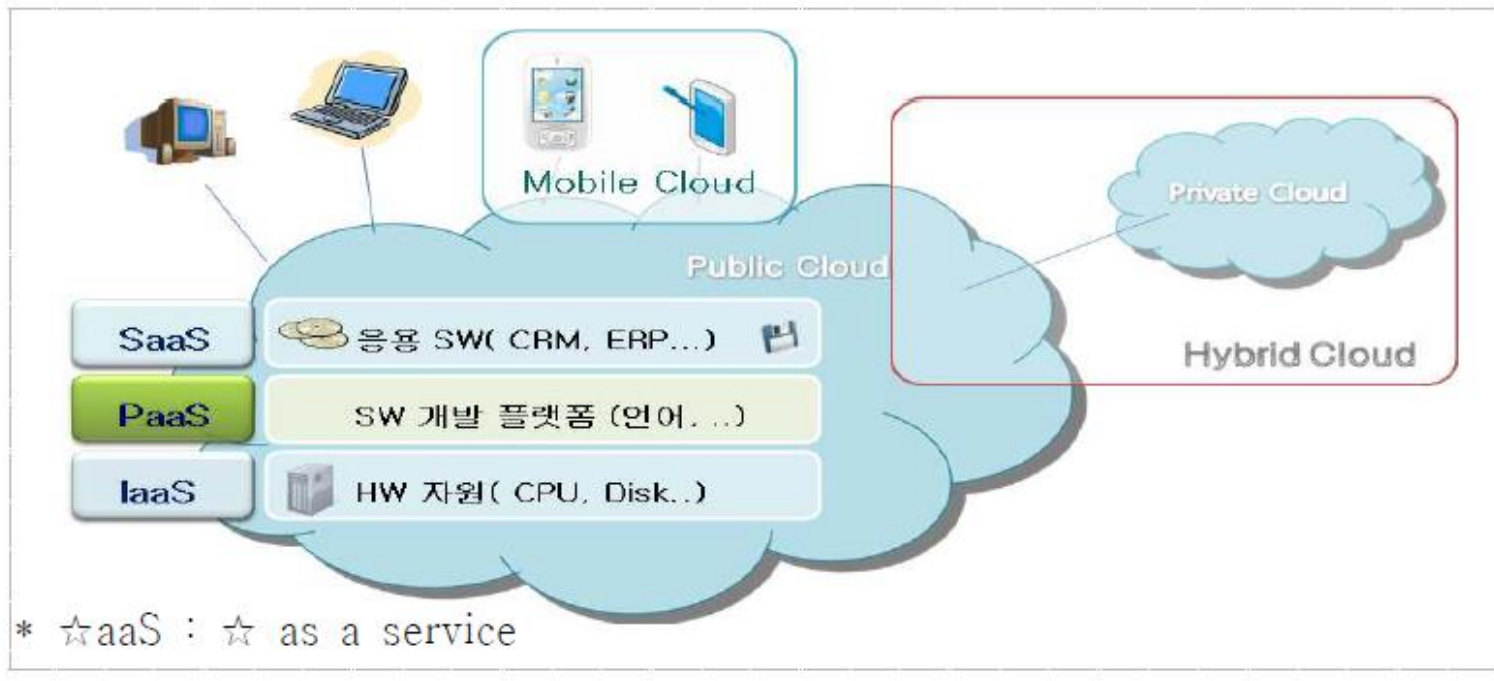 Mobile Cloud
Private Cloud
Public Cloud
Hybrid Cloud
SaaS 응용 SW( CRM, ERP...)
PaaS SW 개발 플랫폼 (언어, ..)
IaaS HW 자원( CPU, Disk..)
* ☆aaS : ☆ as a service